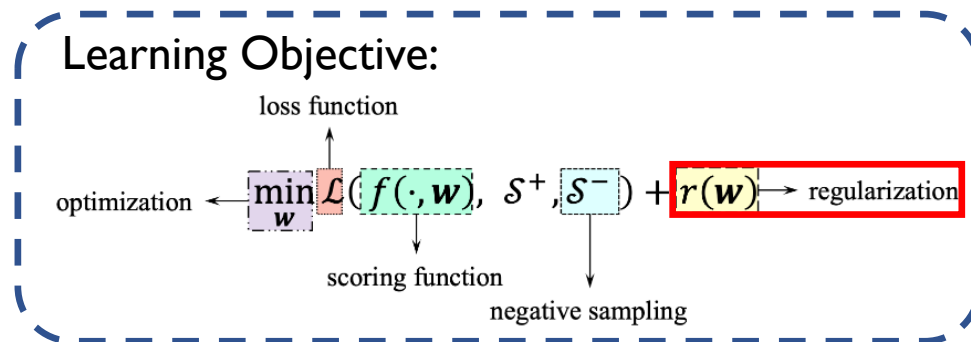 Learning Objective:
loss function
optimization
min ℒ(f(·, w), 𝒮⁺, 𝒮⁻) + r(w)
w
regularization
scoring function
negative sampling